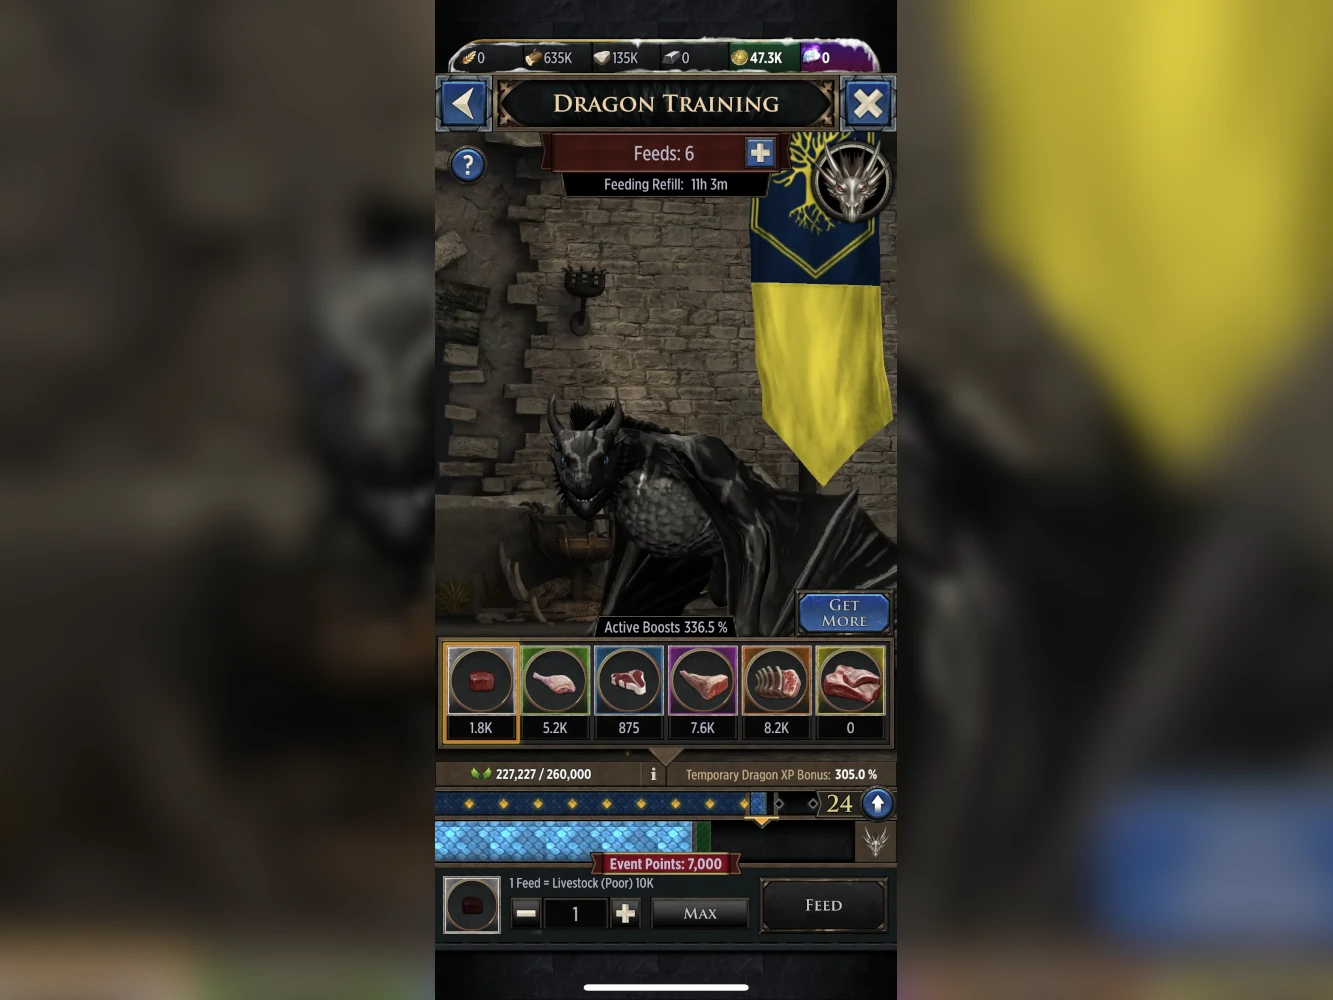 0 635K 135K 0 47.3K 0
DRAGON TRAINING
?
Feeds: 6
Feeding Refill: 11h 3m
GET
MORE
Active Boosts 336.5 %
1.8K 5.2K 875 7.6K 8.2K 0
227,227 / 260,000 i Temporary Dragon XP Bonus: 305.0 %
24
Event Points: 7,000
1 Feed = Livestock (Poor) 10K
1 MAX FEED